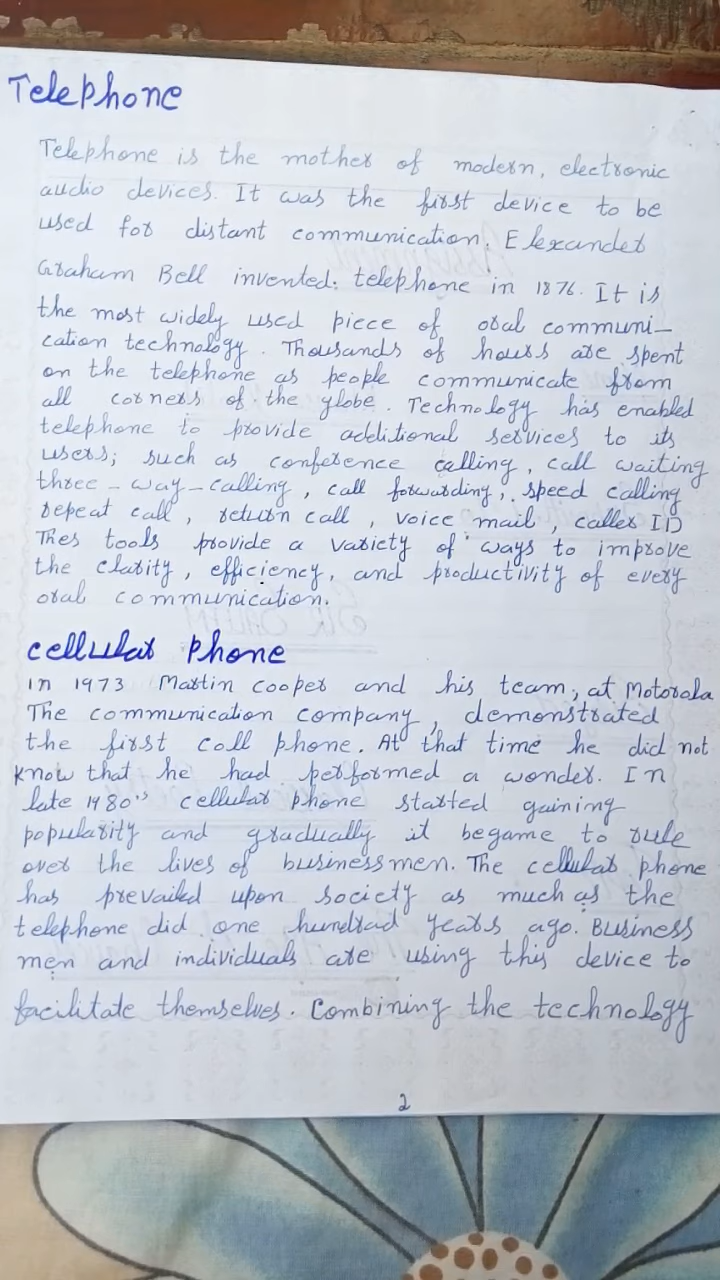 Telephone
Telephone is the mother of modern, electronic
audio devices. It was the first device to be
used for distant communication. Elexander
Graham Bell invented. telephone in 1876. It is
the most widely used piece of oral communi-
cation technology. Thousands of hours are spent
on the telephone as people communicate from
all corners of the globe. Technology has enabled
telephone to provide additional services to its
users; such as conference calling, call waiting
three-way-calling, call forwarding, speed calling
repeat call, return call, voice mail, caller ID
Thes tools provide a variety of ways to improve
the clarity, efficiency, and productivity of every
oral communication.
cellular phone
In 1973 Martin cooper and his team, at Motorola
The communication company, demonstrated
the first coll phone. At that time he did not
know that he had performed a wonder. In
late 1980's cellular phone started gaining
popularity and gradually it begame to rule
over the lives of businessmen. The cellular phone
has prevailed upon society as much as the
telephone did one hundrad years ago. Business
men and individuals are using this device to
facilitate themselves. Combining the technology
2